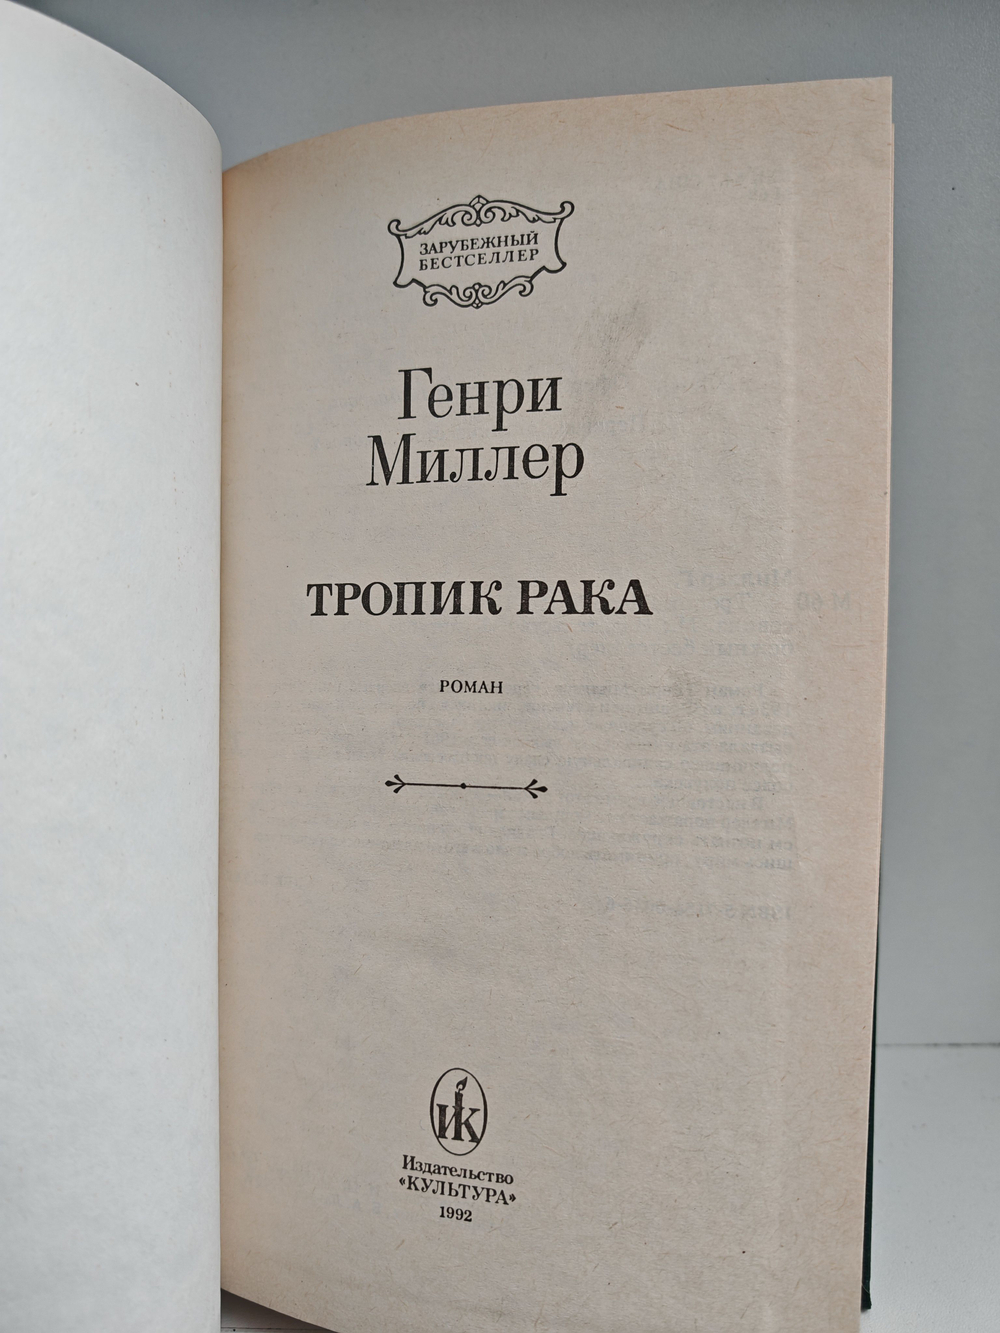 ЗАРУБЕЖНЫЙ
БЕСТСЕЛЛЕР
Генри
Миллер
ТРОПИК РАКА
РОМАН
ИК
Издательство
«КУЛЬТУРА»
1992